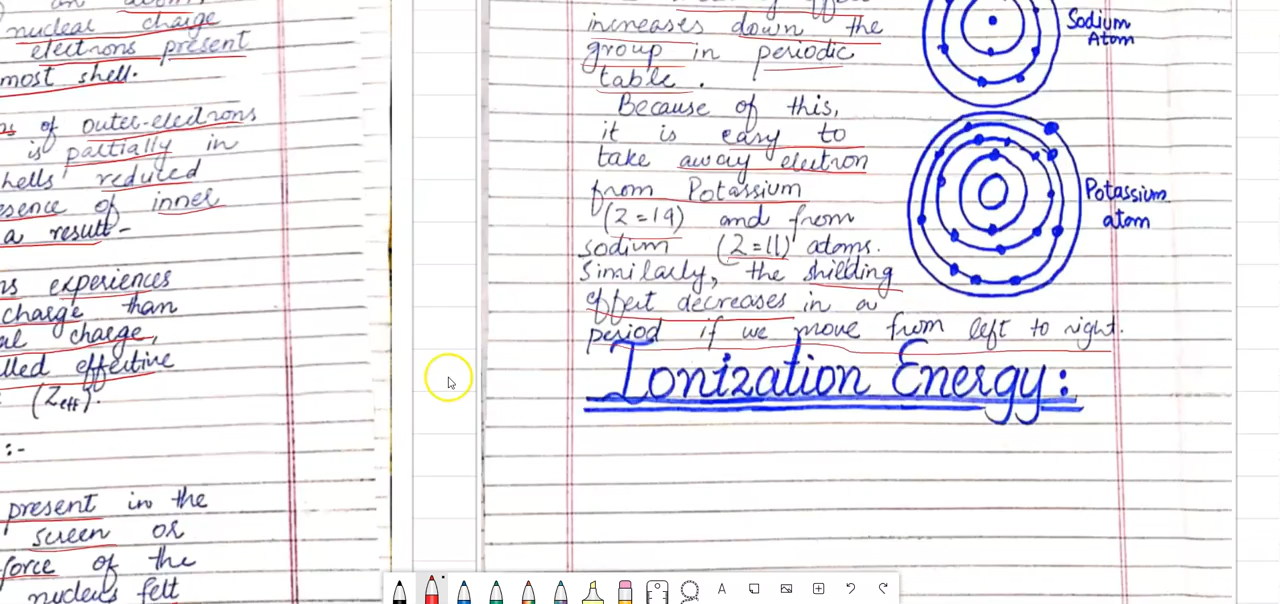 nuclear charge
electrons present
most shell.
ns of outer-electrons
is partially in
hells reduced
esence of inner
a result-
ns experiences
charge than
al charge,
lled effective
(Zeff).
:-
present in the
screen or
force of the
nucleus felt
increases down the
group in periodic
table.
Because of this,
it is easy to
take away electron
from Potassium
(Z=19) and from
sodium (Z=11) atoms.
Similarly, the shilding
effect decreases in a
period if we move from left to right.
Ionization Energy:
Sodium
Atom
Potassium
atom
A